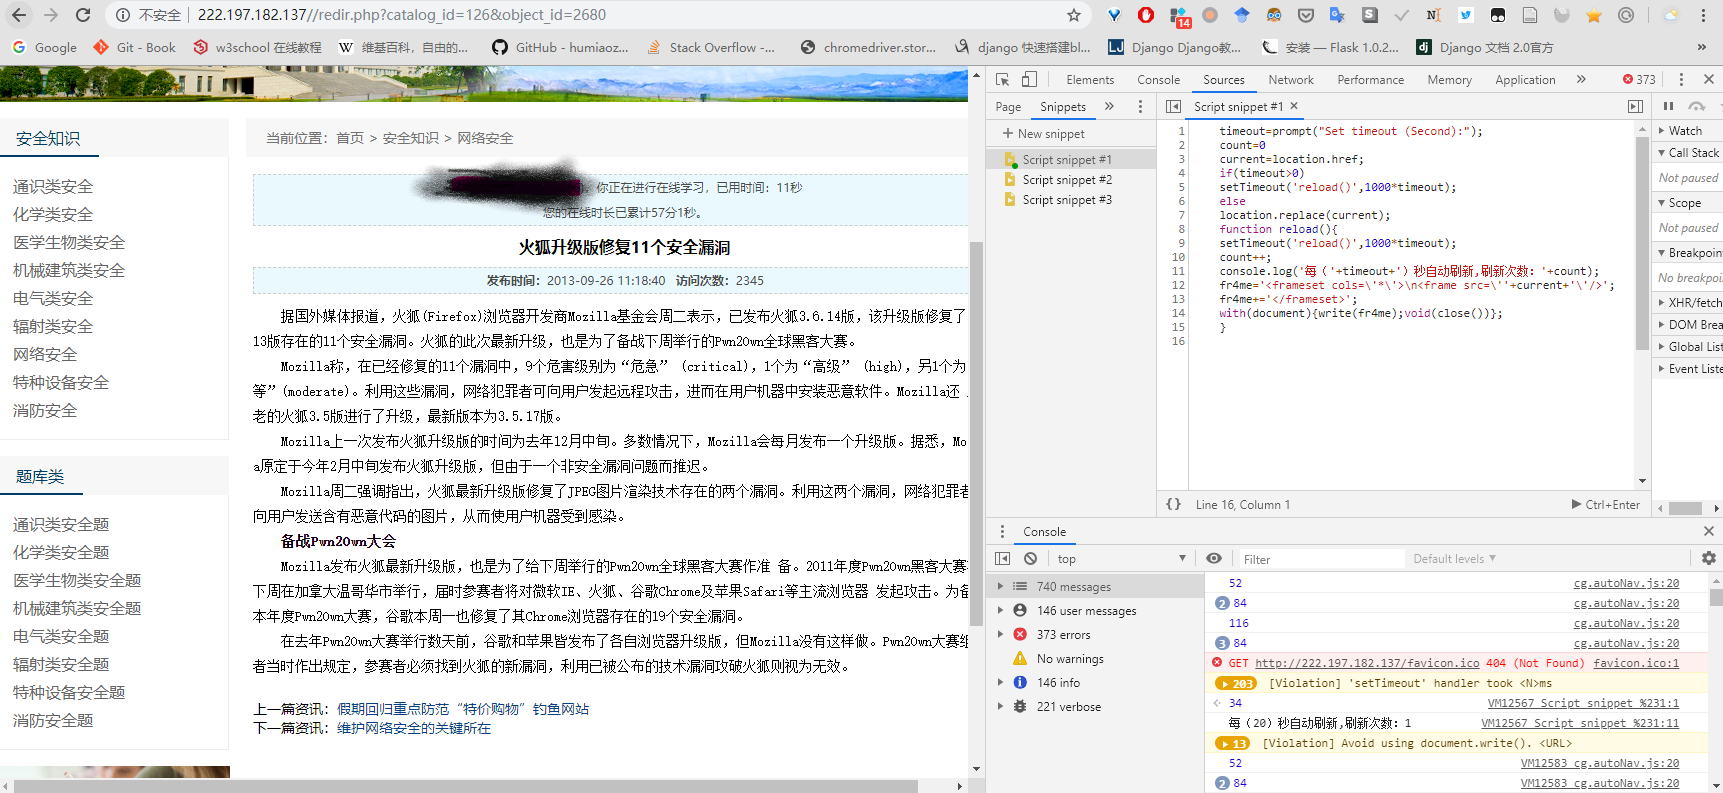 不安全 | 222.197.182.137//redir.php?catalog_id=126&object_id=2680
14
Google
Git - Book
w3school 在线教程
维基百科，自由的...
GitHub - humiaoz...
Stack Overflow -...
chromedriver.stor...
django 快速搭建bl...
Django Django教...
安装 — Flask 1.0.2...
Django 文档 2.0官方
»
安全知识
通识类安全
化学类安全
医学生物类安全
机械建筑类安全
电气类安全
辐射类安全
网络安全
特种设备安全
消防安全
题库类
通识类安全题
化学类安全题
医学生物类安全题
机械建筑类安全题
电气类安全题
辐射类安全题
特种设备安全题
消防安全题
当前位置：首页 > 安全知识 > 网络安全
你正在进行在线学习，已用时间：11秒
您的在线时长已累计57分1秒。
火狐升级版修复11个安全漏洞
发布时间：2013-09-26 11:18:40 访问次数：2345
据国外媒体报道，火狐(Firefox)浏览器开发商Mozilla基金会周二表示，已发布火狐3.6.14版，该升级版修复了
13版存在的11个安全漏洞。火狐的此次最新升级，也是为了备战下周举行的Pwn2Own全球黑客大赛。
Mozilla称，在已经修复的11个漏洞中，9个危害级别为“危急” (critical)，1个为“高级” (high)，另1个为
等”(moderate)。利用这些漏洞，网络犯罪者可向用户发起远程攻击，进而在用户机器中安装恶意软件。Mozilla还
老的火狐3.5版进行了升级，最新版本为3.5.17版。
Mozilla上一次发布火狐升级版的时间为去年12月中旬。多数情况下，Mozilla会每月发布一个升级版。据悉，Mo
a原定于今年2月中旬发布火狐升级版，但由于一个非安全漏洞问题而推迟。
Mozilla周二强调指出，火狐最新升级版修复了JPEG图片渲染技术存在的两个漏洞。利用这两个漏洞，网络犯罪者
向用户发送含有恶意代码的图片，从而使用户机器受到感染。
备战Pwn2Own大会
Mozilla发布火狐最新升级版，也是为了给下周举行的Pwn2Own全球黑客大赛作准 备。2011年度Pwn2Own黑客大赛
下周在加拿大温哥华市举行，届时参赛者将对微软IE、火狐、谷歌Chrome及苹果Safari等主流浏览器 发起攻击。为备
本年度Pwn2Own大赛，谷歌本周一也修复了其Chrome浏览器存在的19个安全漏洞。
在去年Pwn2Own大赛举行数天前，谷歌和苹果皆发布了各自浏览器升级版，但Mozilla没有这样做。Pwn2Own大赛组
者当时作出规定，参赛者必须找到火狐的新漏洞，利用已被公布的技术漏洞攻破火狐则视为无效。
上一篇资讯：假期回归重点防范“特价购物”钓鱼网站
下一篇资讯：维护网络安全的关键所在
Elements Console Sources Network Performance Memory Application » 373
Page Snippets »
Script snippet #1
+ New snippet
Script snippet #1
Script snippet #2
Script snippet #3
1 timeout=prompt("Set timeout (Second):");
2 count=0
3 current=location.href;
4 if(timeout>0)
5 setTimeout('reload()',1000*timeout);
6 else
7 location.replace(current);
8 function reload(){
9 setTimeout('reload()',1000*timeout);
10 count++;
11 console.log('每（'+timeout+'）秒自动刷新,刷新次数：'+count);
12 fr4me='<frameset cols=\'*\'>\n<frame src=\''+current+'\'/>';
13 fr4me+='</frameset>';
14 with(document){write(fr4me);void(close())};
15 }
16
{} Line 16, Column 1
Ctrl+Enter
Watch
Call Stack
Not paused
Scope
Not paused
Breakpoin
No breakpoi
XHR/fetch
DOM Brea
Global List
Event Liste
Console
top
Filter
Default levels
740 messages
146 user messages
373 errors
No warnings
146 info
221 verbose
52 cg.autoNav.js:20
2 84 cg.autoNav.js:20
116 cg.autoNav.js:20
3 84 cg.autoNav.js:20
GET http://222.197.182.137/favicon.ico 404 (Not Found) favicon.ico:1
203 [Violation] 'setTimeout' handler took <N>ms
34 VM12567 Script snippet %231:1
每（20）秒自动刷新,刷新次数：1 VM12567 Script snippet %231:11
13 [Violation] Avoid using document.write(). <URL>
52 VM12583 cg.autoNav.js:20
2 84 VM12583 cg.autoNav.js:20